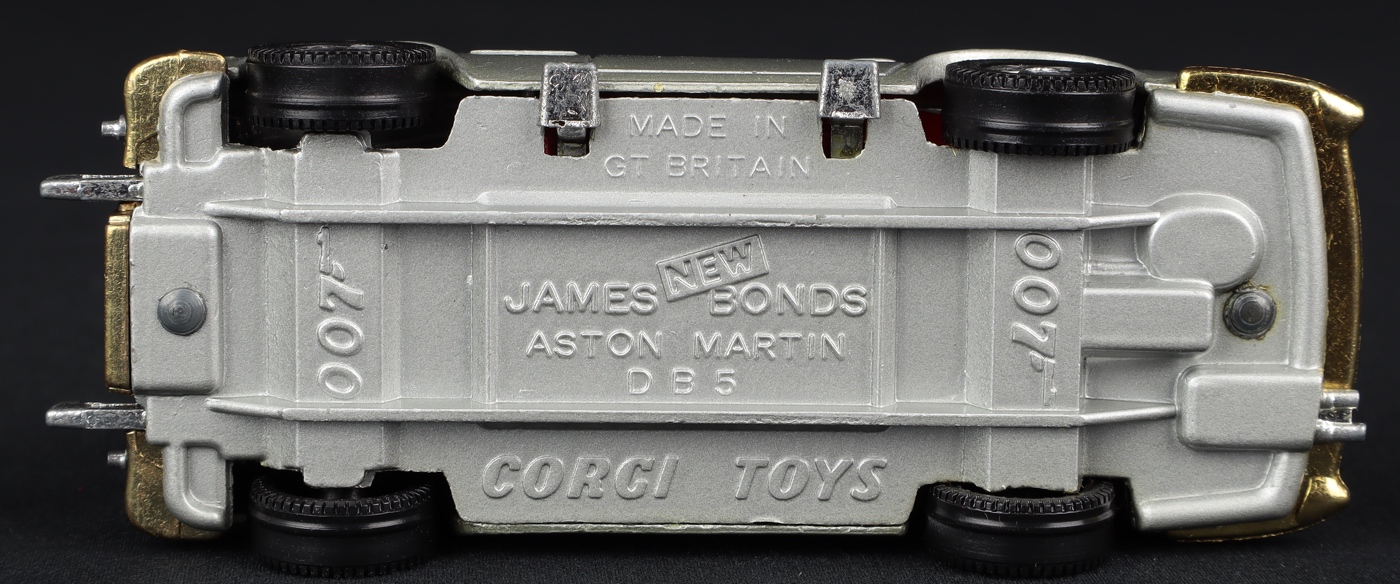 MADE IN
GT BRITAIN
NEW
JAMES BONDS
ASTON MARTIN
DB5
007
007
CORGI TOYS